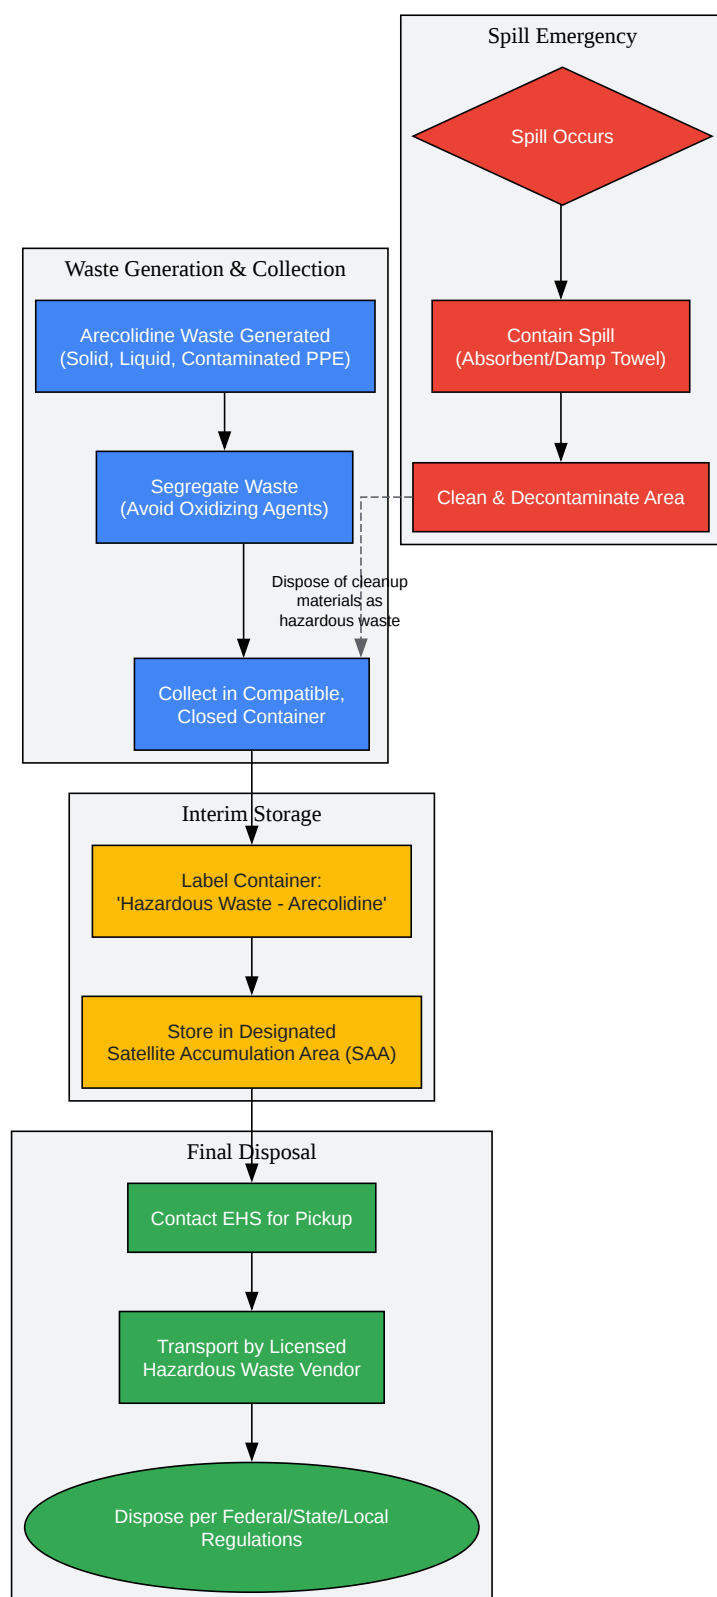 Spill Emergency
Spill Occurs
Waste Generation & Collection
Arecolidine Waste Generated
(Solid, Liquid, Contaminated PPE)
Contain Spill
(Absorbent/Damp Towel)
Segregate Waste
(Avoid Oxidizing Agents)
Clean & Decontaminate Area
Dispose of cleanup
materials as
hazardous waste
Collect in Compatible,
Closed Container
Interim Storage
Label Container:
'Hazardous Waste - Arecolidine'
Store in Designated
Satellite Accumulation Area (SAA)
Final Disposal
Contact EHS for Pickup
Transport by Licensed
Hazardous Waste Vendor
Dispose per Federal/State/Local
Regulations